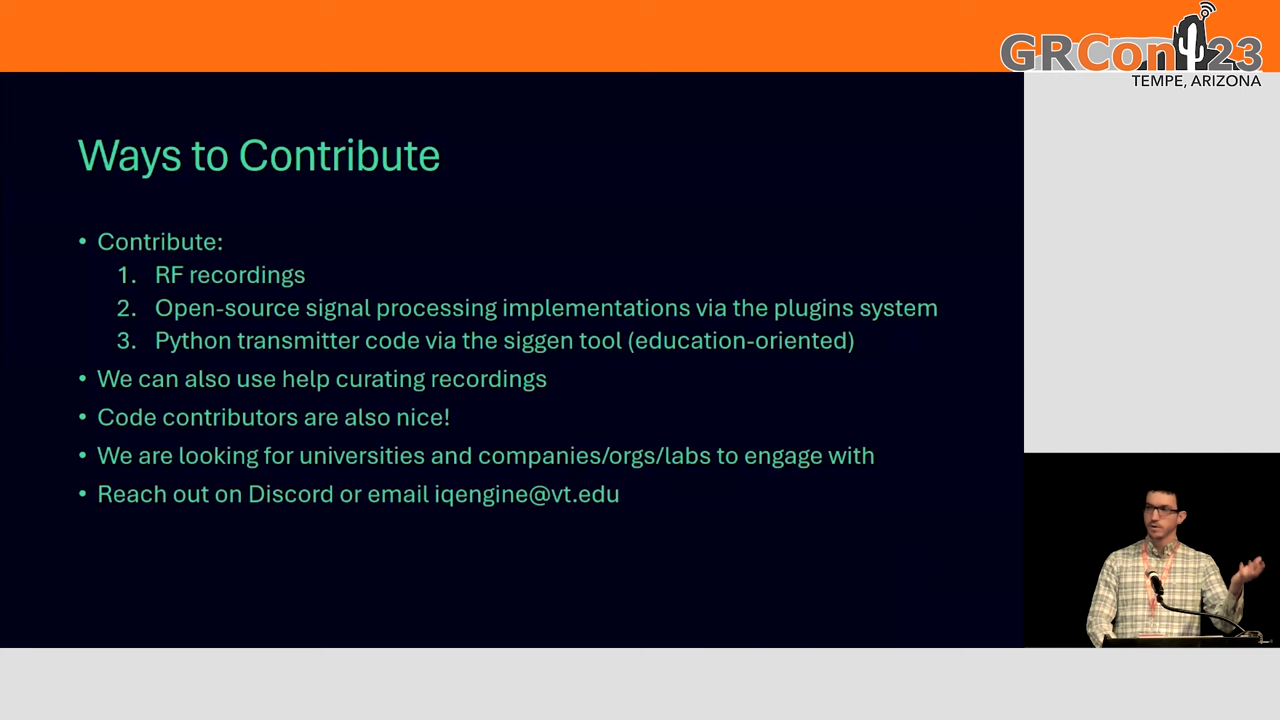 GRCon 23
TEMPE, ARIZONA
Ways to Contribute
• Contribute:
1. RF recordings
2. Open-source signal processing implementations via the plugins system
3. Python transmitter code via the siggen tool (education-oriented)
• We can also use help curating recordings
• Code contributors are also nice!
• We are looking for universities and companies/orgs/labs to engage with
• Reach out on Discord or email iqengine@vt.edu